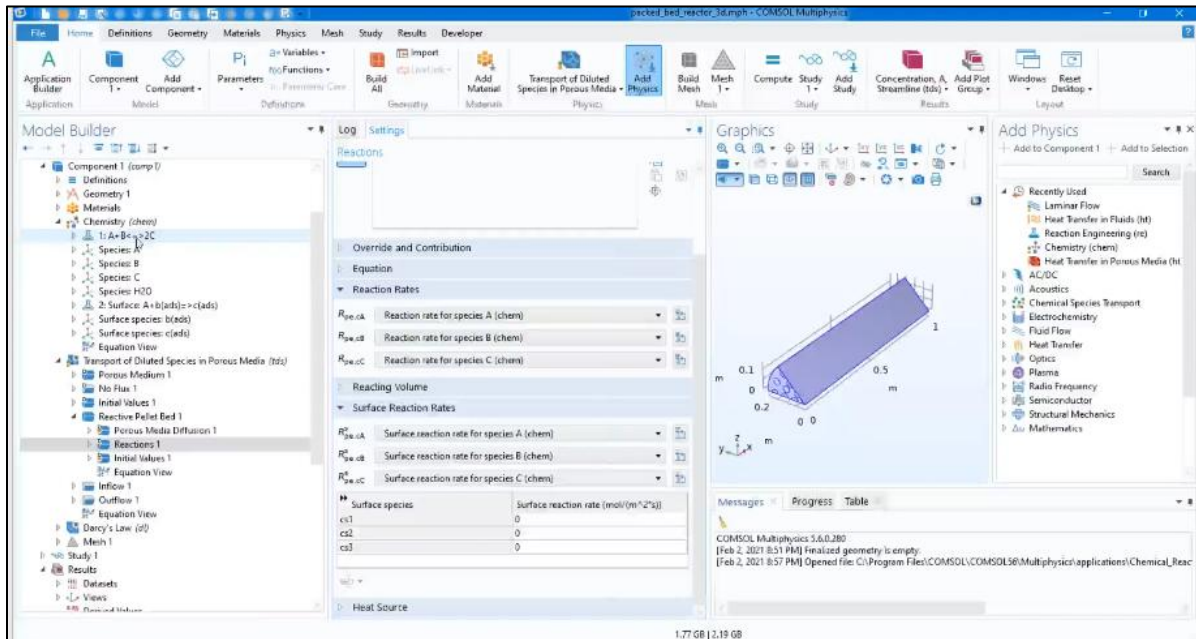 packed_bed_reactor_3d.mph - COMSOL Multiphysics
File Home Definitions Geometry Materials Physics Mesh Study Results Developer
Application Builder
Component 1
Add Component
Pi Parameters
a= Variables
f(x) Functions
Build All
Import
LiveLink
Add Material
Transport of Diluted Species in Porous Media
Add Physics
Build Mesh
Mesh 1
Compute
Study 1
Add Study
Concentration, A, Streamline (tds)
Add Plot Group
Windows
Reset Desktop
Application Model Definitions Geometry Materials Physics Mesh Study Results Layout
Model Builder
Component 1 (comp1)
Definitions
Geometry 1
Materials
Chemistry (chem)
1: A+B<=>2C
Species: A
Species: B
Species: C
Species: H2O
2: Surface: A+b(ads)=>c(ads)
Surface species: b(ads)
Surface species: c(ads)
Equation View
Transport of Diluted Species in Porous Media (tds)
Porous Medium 1
No Flux 1
Initial Values 1
Reactive Pellet Bed 1
Porous Media Diffusion 1
Reactions 1
Initial Values 1
Equation View
Inflow 1
Outflow 1
Equation View
Darcy's Law (dl)
Mesh 1
Study 1
Results
Datasets
Views
Derived Values
Log Settings
Reactions
Override and Contribution
Equation
Reaction Rates
Rpe,cA Reaction rate for species A (chem)
Rpe,cB Reaction rate for species B (chem)
Rpe,cC Reaction rate for species C (chem)
Reacting Volume
Surface Reaction Rates
Surface reaction rate for species A (chem)
Surface reaction rate for species B (chem)
Surface reaction rate for species C (chem)
Surface species Surface reaction rate (mol/(m^2*s))
cs1 0
cs2 0
cs3 0
Heat Source
Graphics
1
0.5
m
0.1
m
0
0.2
0 0
m
z
y x
Messages Progress Table
COMSOL Multiphysics 5.6.0.280
[Feb 2, 2021 8:51 PM] Finalized geometry is empty.
[Feb 2, 2021 8:57 PM] Opened file: C:\Program Files\COMSOL\COMSOL56\Multiphysics\applications\Chemical_Reac
Add Physics
Add to Component 1 Add to Selection
Search
Recently Used
Laminar Flow
Heat Transfer in Fluids (ht)
Reaction Engineering (re)
Chemistry (chem)
Heat Transfer in Porous Media (ht
AC/DC
Acoustics
Chemical Species Transport
Electrochemistry
Fluid Flow
Heat Transfer
Optics
Plasma
Radio Frequency
Semiconductor
Structural Mechanics
Δu Mathematics
1.77 GB | 2.19 GB